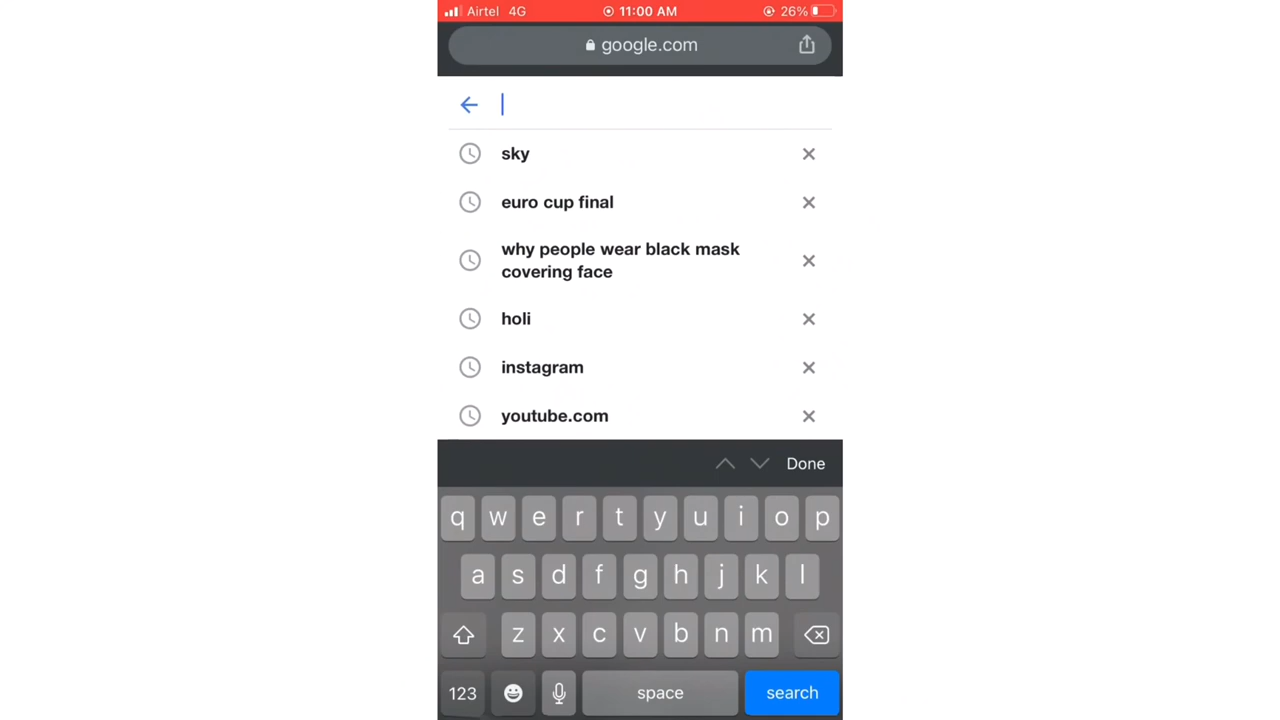 Airtel 4G 11:00 AM 26%
google.com
sky
euro cup final
why people wear black mask
covering face
holi
instagram
youtube.com
Done
q w e r t y u i o p
a s d f g h j k l
z x c v b n m
123 space search